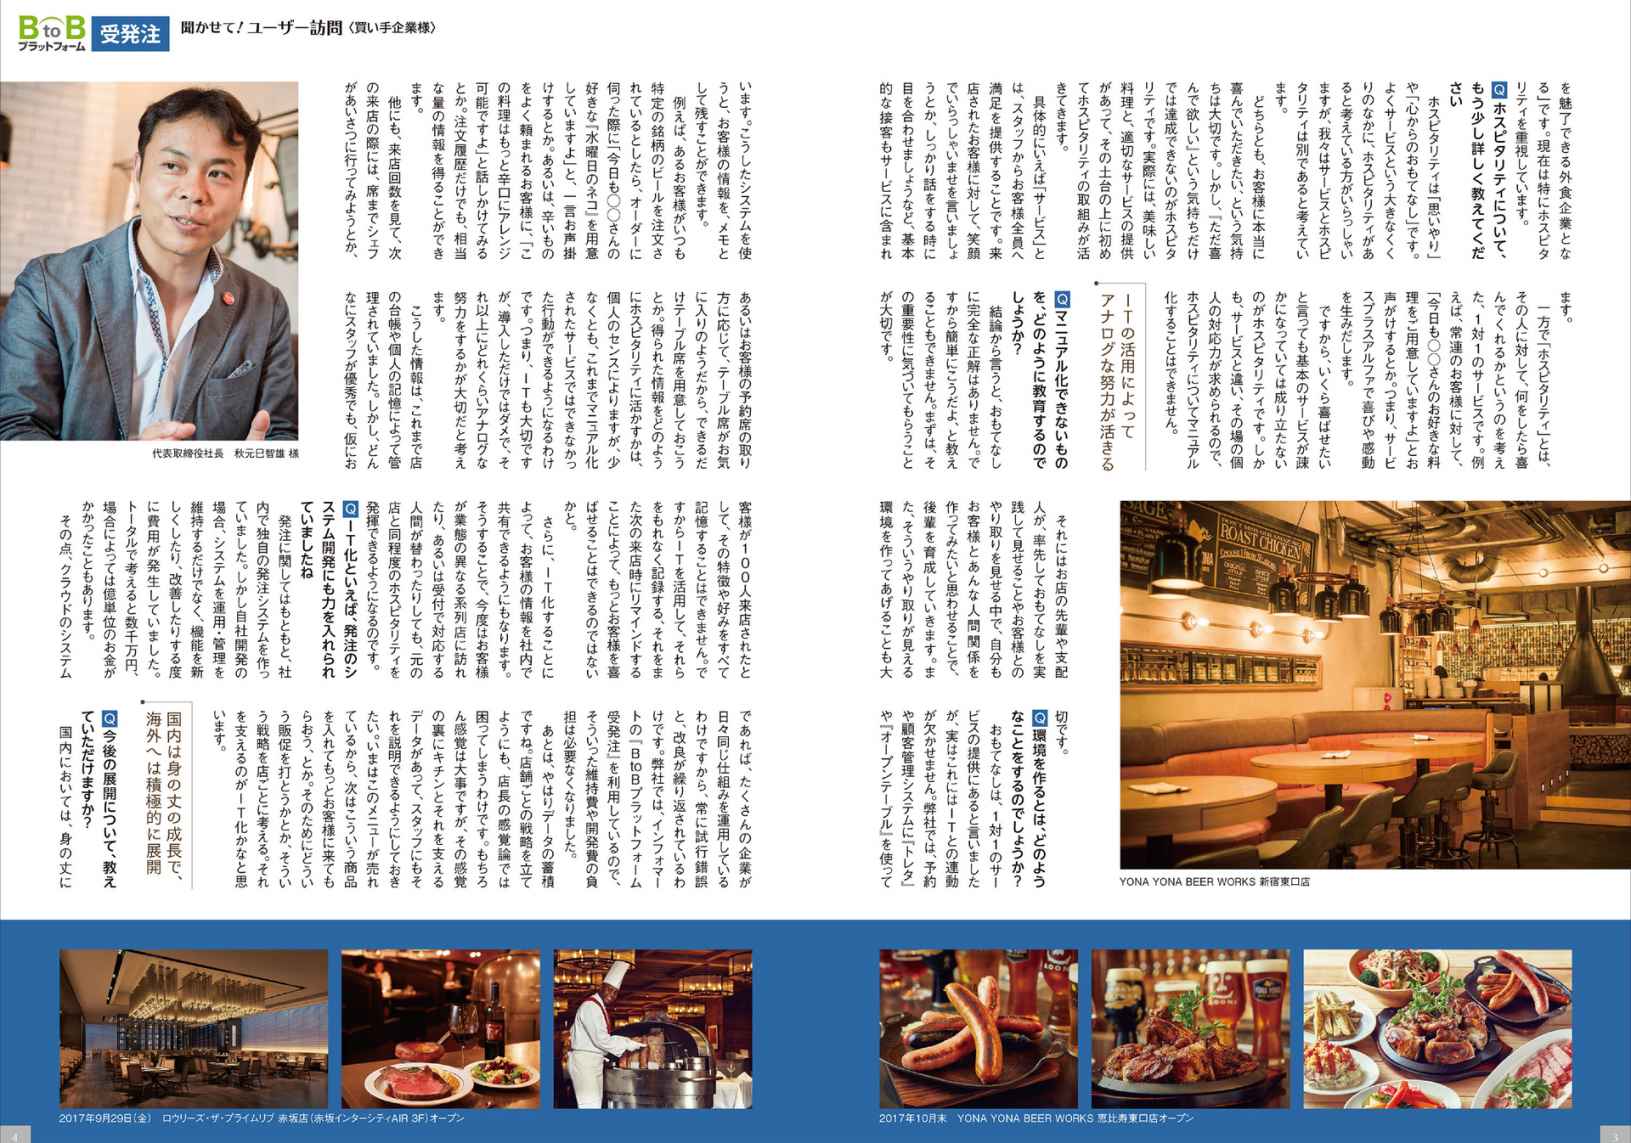 BtoB
プラットフォーム
受発注
聞かせて！ユーザー訪問〈買い手企業様〉
を魅了できる外食企業とな
る」です。現在は特にホスピタ
リティを重視しています。
Q ホスピタリティについて、
もう少し詳しく教えてくだ
さい
ホスピタリティは「思いやり」
や「心からのおもてなし」です。
よくサービスという大きなくく
りのなかに、ホスピタリティがあ
ると考えている方がいらっしゃい
ますが、我々はサービスとホスピ
タリティは別であると考えてい
ます。
どちらとも、お客様に本当に
喜んでいただきたい、という気持
ちは大切です。しかし、『ただ喜
んで欲しい』という気持ちだけ
では達成できないのがホスピタ
リティです。実際には、美味しい
料理と、適切なサービスの提供
があって、その土台の上に初め
てホスピタリティの取組みが活
きてきます。
具体的にいえば「サービス」と
は、スタッフからお客様全員へ
満足を提供することです。来
店されたお客様に対して、笑顔
でいらっしゃいませを言いましょ
うとか、しっかり話をする時に
目を合わせましょうなど、基本
的な接客もサービスに含まれ
ます。
一方で「ホスピタリティ」とは、
その人に対して、何をしたら喜
んでくれるかというのを考え
た、1対1のサービスです。例
えば、常連のお客様に対して、
「今日も〇〇さんのお好きな料
理をご用意していますよ」とお
声がけするとか。つまり、サービ
スプラスアルファで喜びや感動
を生みだします。
ですから、いくら喜ばせたい
と言っても基本のサービスが疎
かになっていては成り立たない
のがホスピタリティです。しか
も、サービスと違い、その場の個
人の対応力が求められるので、
ホスピタリティについてマニュアル
化することはできません。
ITの活用によって
アナログな努力が活きる
Q マニュアル化できないもの
を、どのように教育するので
しょうか？
結論から言うと、おもてなし
に完全な正解はありません。で
すから簡単にこうだよ、と教え
ることもできません。まずは、そ
の重要性に気づいてもらうこと
が大切です。
それにはお店の先輩や支配
人が、率先しておもてなしを実
践して見せることやお客様との
やり取りを見せる中で、自分も
お客様とあんな人間関係を
作ってみたいと思わせることで、
後輩を育成していきます。ま
た、そういうやり取りが見える
環境を作ってあげることも大
切です。
Q 環境を作るとは、どのよう
なことをするのでしょうか？
おもてなしは、1対1のサー
ビスの提供にあると言いました
が、実はこれにはITとの連動
が欠かせません。弊社では、予約
や顧客管理システムに『トレタ』
や『オープンテーブル』を使って
YONA YONA BEER WORKS 新宿東口店
います。こうしたシステムを使
うと、お客様の情報を、メモと
して残すことができます。
例えば、あるお客様がいつも
特定の銘柄のビールを注文さ
れているとしたら、オーダーに
伺った際に「今日も〇〇さんの
好きな『水曜日のネコ』を用意
していますよ」と、一言お声掛
けするとか。あるいは、辛いもの
をよく頼まれるお客様に、「こ
の料理はもっと辛口にアレンジ
可能ですよ」と話しかけてみる
とか。注文履歴だけでも、相当
な量の情報を得ることができ
ます。
他にも、来店回数を見て、次
の来店の際には、席までシェフ
があいさつに行ってみようとか、
あるいはお客様の予約席の取り
方に応じて、テーブル席がお気
に入りのようだから、できるだ
けテーブル席を用意しておこう
とか。得られた情報をどのよう
にホスピタリティに活かすかは、
個人のセンスによりますが、少
なくとも、これまでマニュアル化
されたサービスではできなかっ
た行動ができるようになるわけ
です。つまり、ITも大切です
が、導入しただけではダメで、そ
れ以上にどれくらいアナログな
努力をするかが大切だと考え
ます。
こうした情報は、これまで店
の台帳や個人の記憶によって管
理されていました。しかし、どん
なにスタッフが優秀でも、仮にお
代表取締役社長　秋元巳智雄 様
客様が100人来店されたと
して、その特徴や好みをすべて
記憶することはできません。で
すからITを活用して、それら
をもれなく記録する、それをま
た次の来店時にリマインドする
ことによって、もっとお客様を喜
ばせることはできるのではない
かと。
さらに、IT化することに
よって、お客様の情報を社内で
共有できるようにもなります。
そうすることで、今度はお客様
が業態の異なる系列店に訪れ
たり、あるいは受付で対応する
人間が替わったりしても、元の
店と同程度のホスピタリティを
発揮できるようになるのです。
Q IT化といえば、発注のシ
ステム開発にも力を入れられ
ていましたね
発注に関してはもともと、社
内で独自の発注システムを作っ
ていました。しかし自社開発の
場合、システムを運用・管理を
維持するだけでなく、機能を新
しくしたり、改善したりする度
に費用が発生していました。
トータルで考えると数千万円、
場合によっては億単位のお金が
かかったこともあります。
その点、クラウドのシステム
であれば、たくさんの企業が
日々同じ仕組みを運用している
わけですから、常に試行錯誤
と、改良が繰り返されているわ
けです。弊社では、インフォマー
トの『BtoBプラットフォーム
受発注』を利用しているので、
そういった維持費や開発費の負
担は必要なくなりました。
あとは、やはりデータの蓄積
ですね。店舗ごとの戦略を立て
ようにも、店長の感覚論では
困ってしまうわけです。もちろ
ん感覚は大事ですが、その感覚
の裏にキチンとそれを支える
データがあって、スタッフにもそ
れを説明できるようにしておき
たい。いまはこのメニューが売れ
ているから、次はこういう商品
を入れてもっとお客様に来ても
らおう、とか。そのためにどうい
う販促を打とうかとか、そうい
う戦略を店ごとに考える。それ
を支えるのがIT化かなと思
います。
国内は身の丈の成長で、
海外へは積極的に展開
Q 今後の展開について、教え
ていただけますか？
国内においては、身の丈に
2017年9月29日（金）　ロウリーズ・ザ・プライムリブ 赤坂店（赤坂インターシティAIR 3F）オープン
2017年10月末　YONA YONA BEER WORKS 恵比寿東口店オープン
4
3